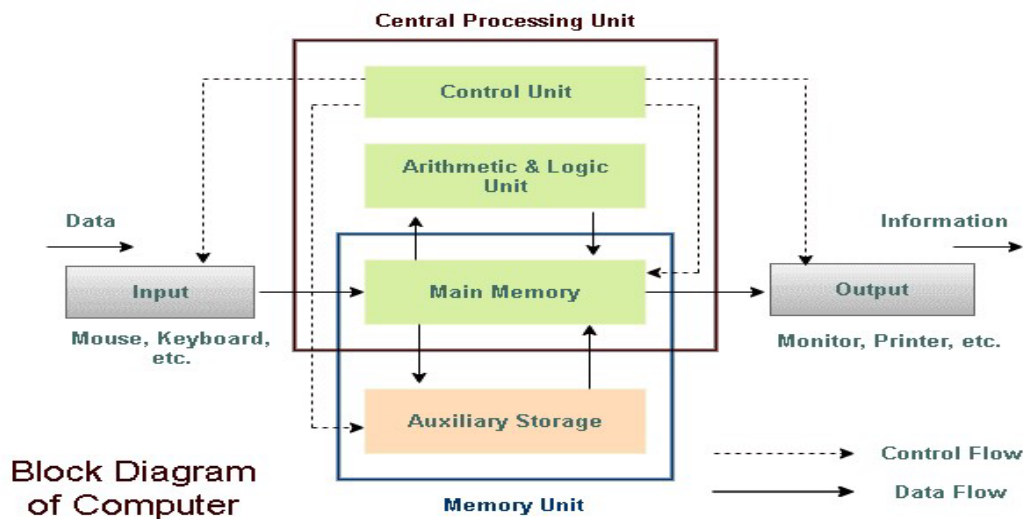 Central Processing Unit
Control Unit
Arithmetic & Logic
Unit
Data
Information
Input
Main Memory
Output
Mouse, Keyboard,
etc.
Monitor, Printer, etc.
Auxiliary Storage
Control Flow
Data Flow
Memory Unit
Block Diagram
of Computer